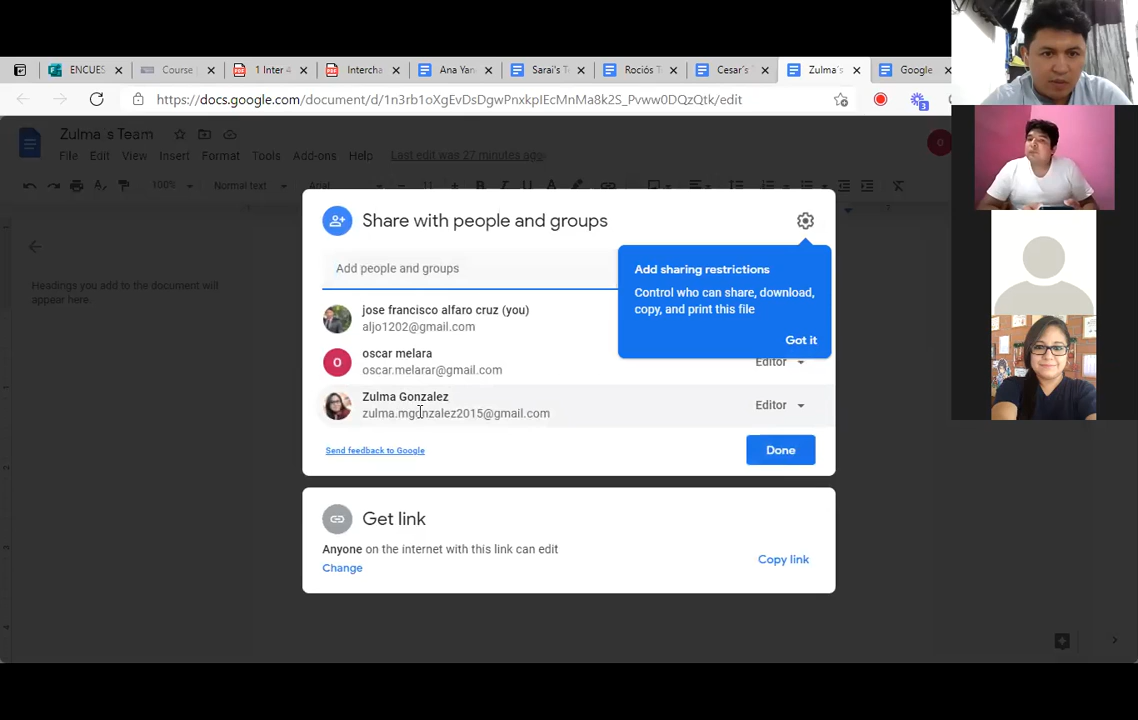 ENCUES
Course
1 Inter
Intercha
Ana Yan
Sarai's T
Rociós T
Cesar´s
Zulma's
Google
https://docs.google.com/document/d/1n3rb1oXgEvDsDgwPnxkpIEcMnMa8k2S_Pvww0DQzQtk/edit
3
Zulma´s Team
File Edit View Insert Format Tools Add-ons Help Last edit was 27 minutes ago
100% Normal text Arial 11 B I U A
Headings you add to the document will
appear here.
Share with people and groups
Add people and groups
Add sharing restrictions
Control who can share, download,
copy, and print this file
Got it
jose francisco alfaro cruz (you)
aljo1202@gmail.com
O
oscar melara
oscar.melarar@gmail.com
Editor
Zulma Gonzalez
zulma.mgonzalez2015@gmail.com
Editor
Send feedback to Google
Done
Get link
Anyone on the internet with this link can edit
Change
Copy link